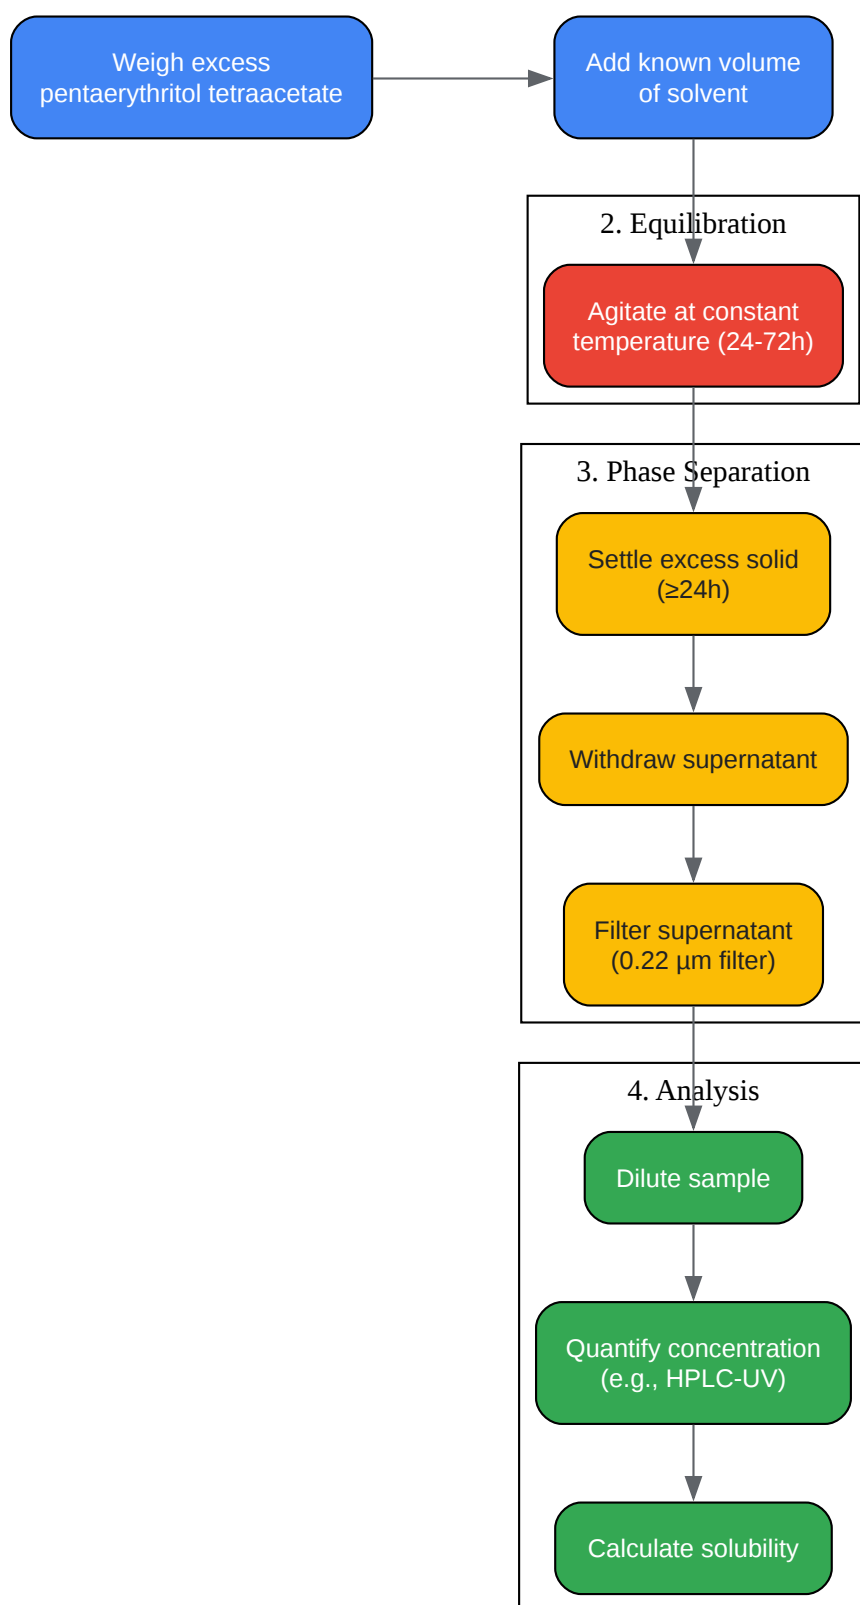 Weigh excess
pentaerythritol tetraacetate
Add known volume
of solvent
2. Equilibration
Agitate at constant
temperature (24-72h)
3. Phase Separation
Settle excess solid
(≥24h)
Withdraw supernatant
Filter supernatant
(0.22 µm filter)
4. Analysis
Dilute sample
Quantify concentration
(e.g., HPLC-UV)
Calculate solubility